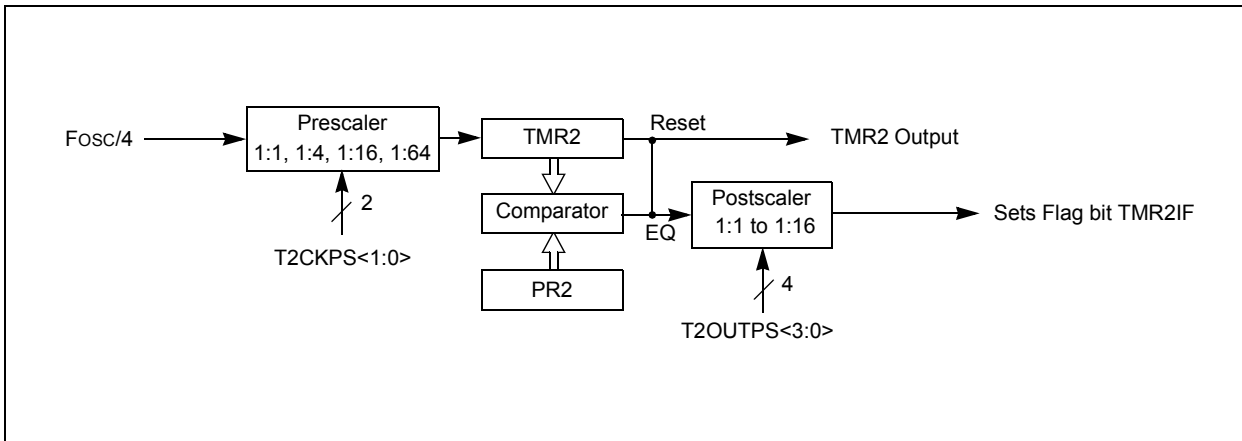 FOSC/4
Prescaler
1:1, 1:4, 1:16, 1:64
2
T2CKPS<1:0>
TMR2
Reset
TMR2 Output
Comparator
EQ
PR2
Postscaler
1:1 to 1:16
4
T2OUTPS<3:0>
Sets Flag bit TMR2IF